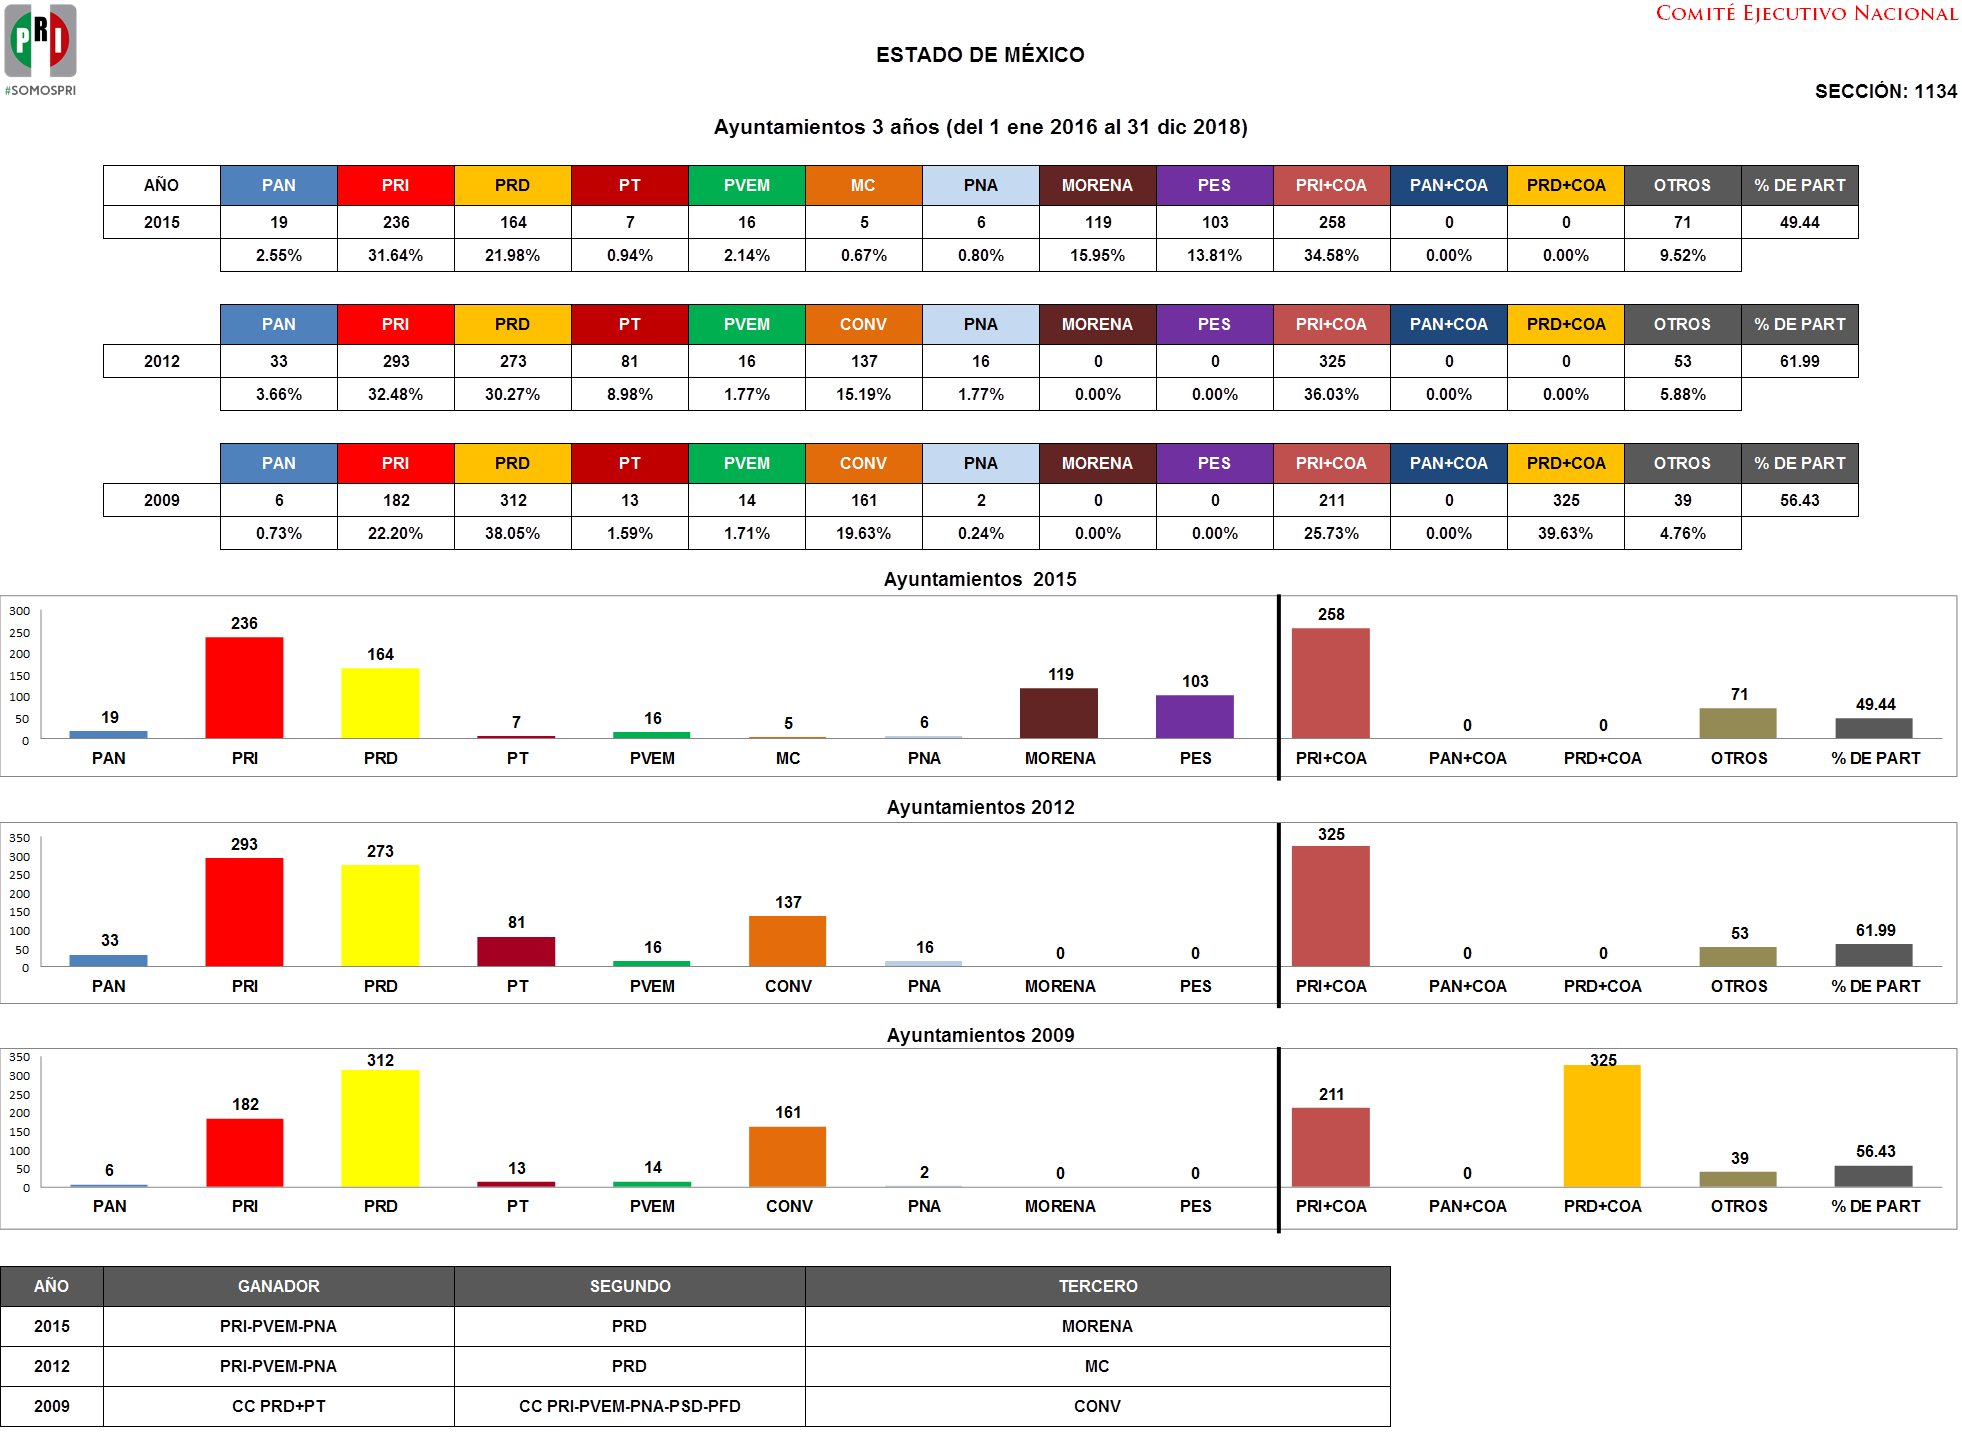 PRI
#SOMOSPRI
COMITÉ EJECUTIVO NACIONAL
ESTADO DE MÉXICO
SECCIÓN: 1134
Ayuntamientos 3 años (del 1 ene 2016 al 31 dic 2018)
AÑO PAN PRI PRD PT PVEM MC PNA MORENA PES PRI+COA PAN+COA PRD+COA OTROS % DE PART
2015 19 236 164 7 16 5 6 119 103 258 0 0 71 49.44
2.55% 31.64% 21.98% 0.94% 2.14% 0.67% 0.80% 15.95% 13.81% 34.58% 0.00% 0.00% 9.52%
PAN PRI PRD PT PVEM CONV PNA MORENA PES PRI+COA PAN+COA PRD+COA OTROS % DE PART
2012 33 293 273 81 16 137 16 0 0 325 0 0 53 61.99
3.66% 32.48% 30.27% 8.98% 1.77% 15.19% 1.77% 0.00% 0.00% 36.03% 0.00% 0.00% 5.88%
PAN PRI PRD PT PVEM CONV PNA MORENA PES PRI+COA PAN+COA PRD+COA OTROS % DE PART
2009 6 182 312 13 14 161 2 0 0 211 0 325 39 56.43
0.73% 22.20% 38.05% 1.59% 1.71% 19.63% 0.24% 0.00% 0.00% 25.73% 0.00% 39.63% 4.76%
Ayuntamientos 2015
300
250
200
150
100
50
0
19 236 164 7 16 5 6 119 103 258 0 0 71 49.44
PAN PRI PRD PT PVEM MC PNA MORENA PES PRI+COA PAN+COA PRD+COA OTROS % DE PART
Ayuntamientos 2012
350
300
250
200
150
100
50
0
33 293 273 81 16 137 16 0 0 325 0 0 53 61.99
PAN PRI PRD PT PVEM CONV PNA MORENA PES PRI+COA PAN+COA PRD+COA OTROS % DE PART
Ayuntamientos 2009
350
300
250
200
150
100
50
0
6 182 312 13 14 161 2 0 0 211 0 325 39 56.43
PAN PRI PRD PT PVEM CONV PNA MORENA PES PRI+COA PAN+COA PRD+COA OTROS % DE PART
AÑO GANADOR SEGUNDO TERCERO
2015 PRI-PVEM-PNA PRD MORENA
2012 PRI-PVEM-PNA PRD MC
2009 CC PRD+PT CC PRI-PVEM-PNA-PSD-PFD CONV